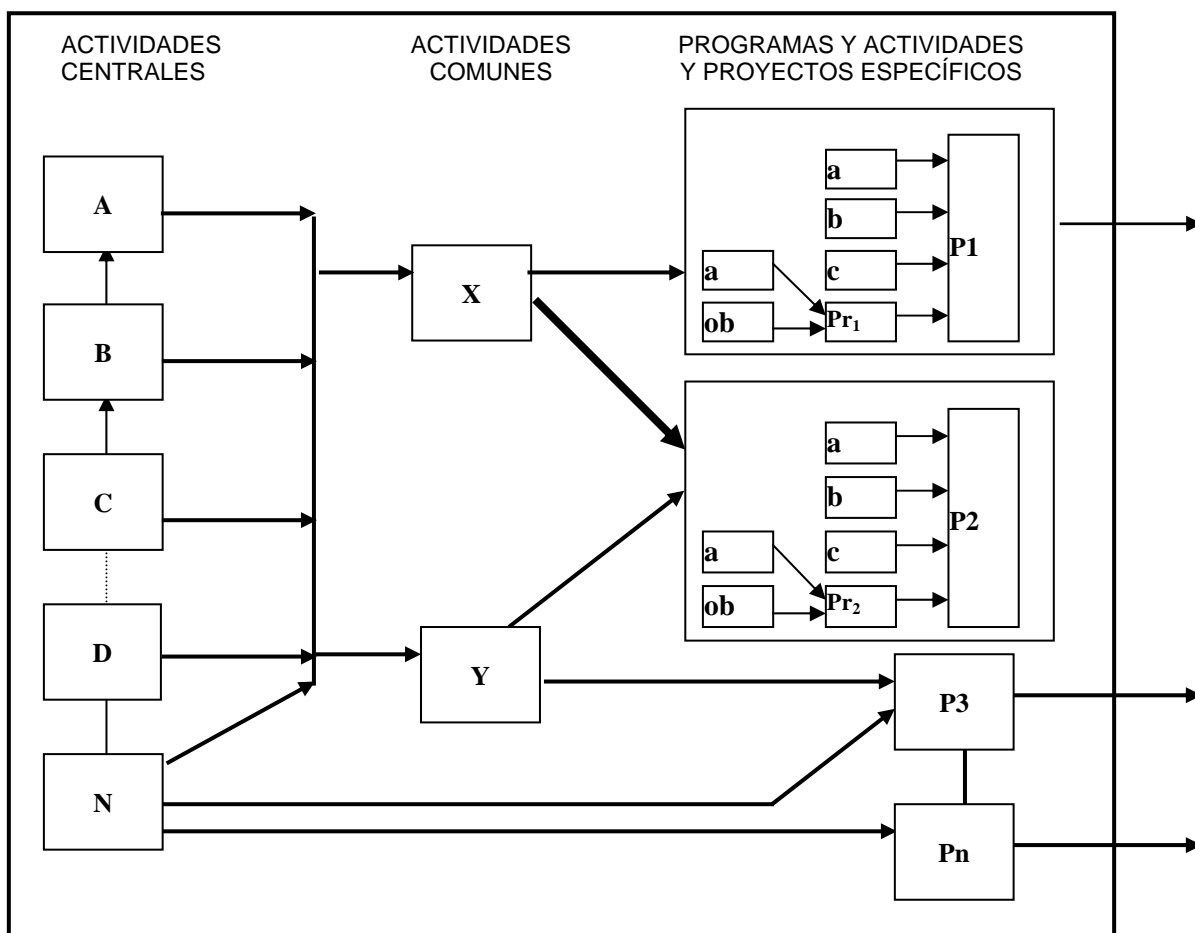 ACTIVIDADES
CENTRALES
ACTIVIDADES
COMUNES
PROGRAMAS Y ACTIVIDADES
Y PROYECTOS ESPECÍFICOS
A
B
C
D
N
X
Y
a
b
c
a
ob
Pr₁
P1
a
b
c
a
ob
Pr₂
P2
P3
Pn